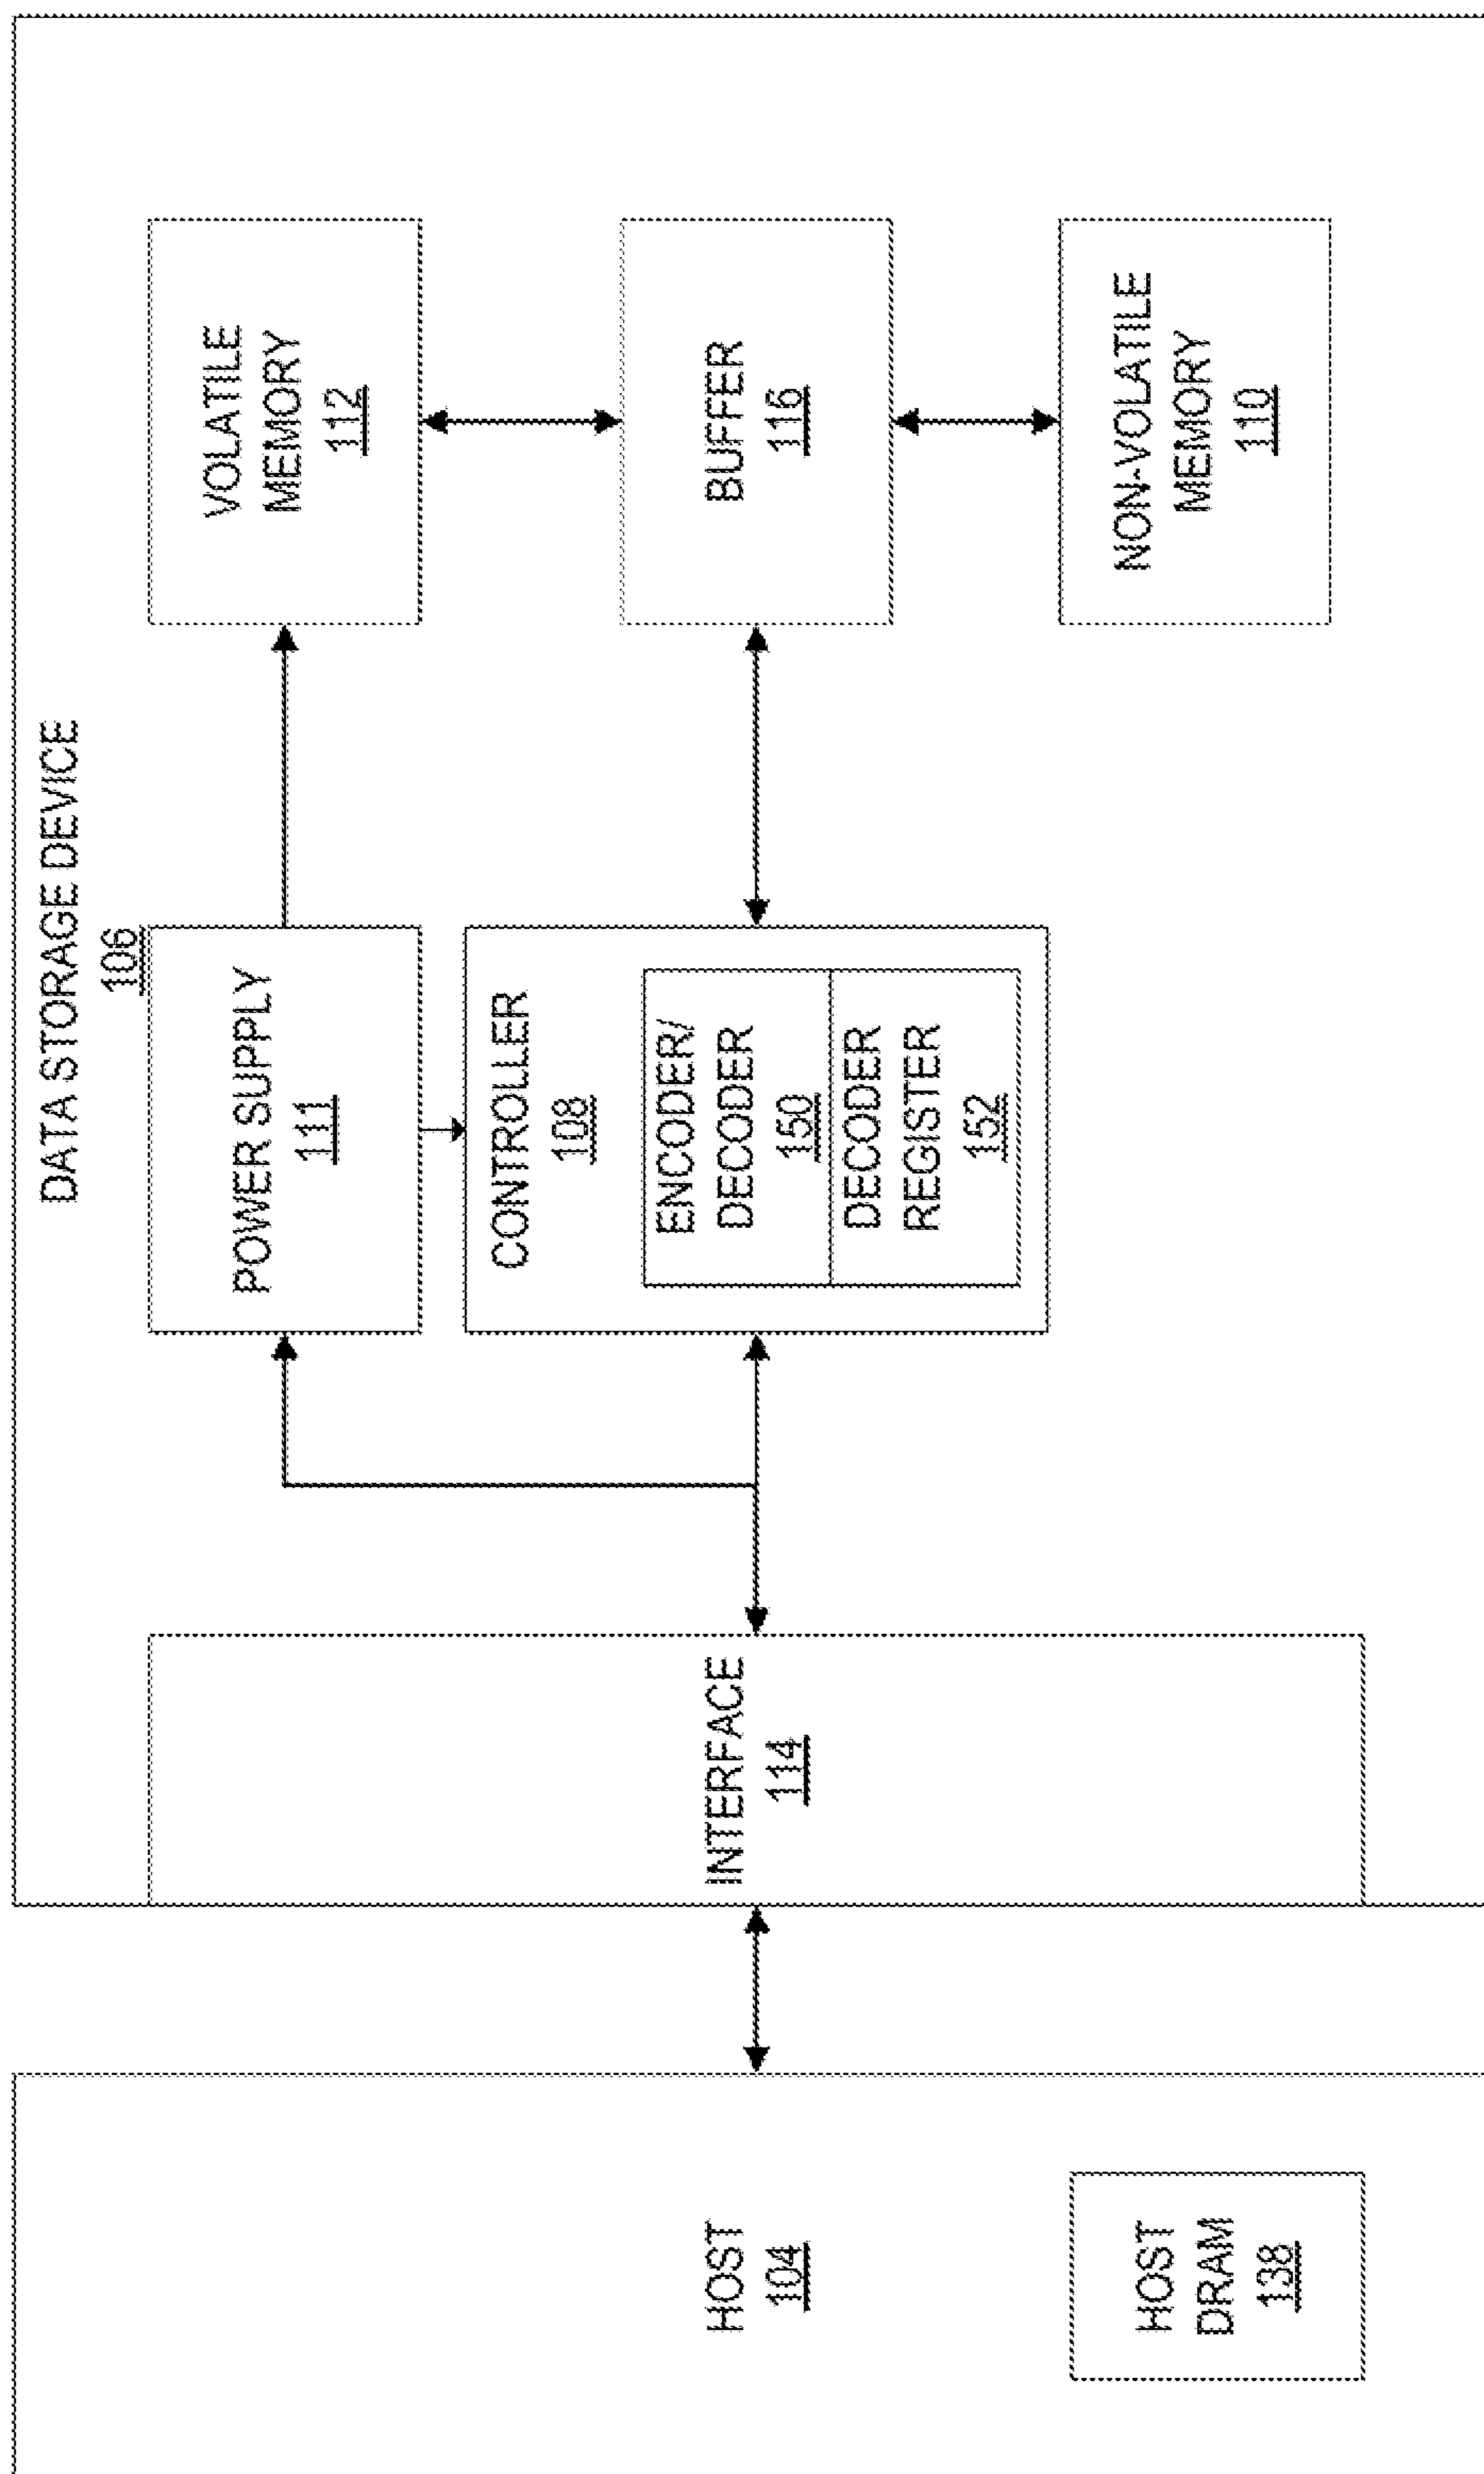 DATA STORAGE DEVICE
106
HOST
104
HOST
DRAM
138
INTERFACE
114
POWER SUPPLY
111
CONTROLLER
108
ENCODER/
DECODER
150
DECODER
REGISTER
152
VOLATILE
MEMORY
112
BUFFER
116
NON-VOLATILE
MEMORY
110